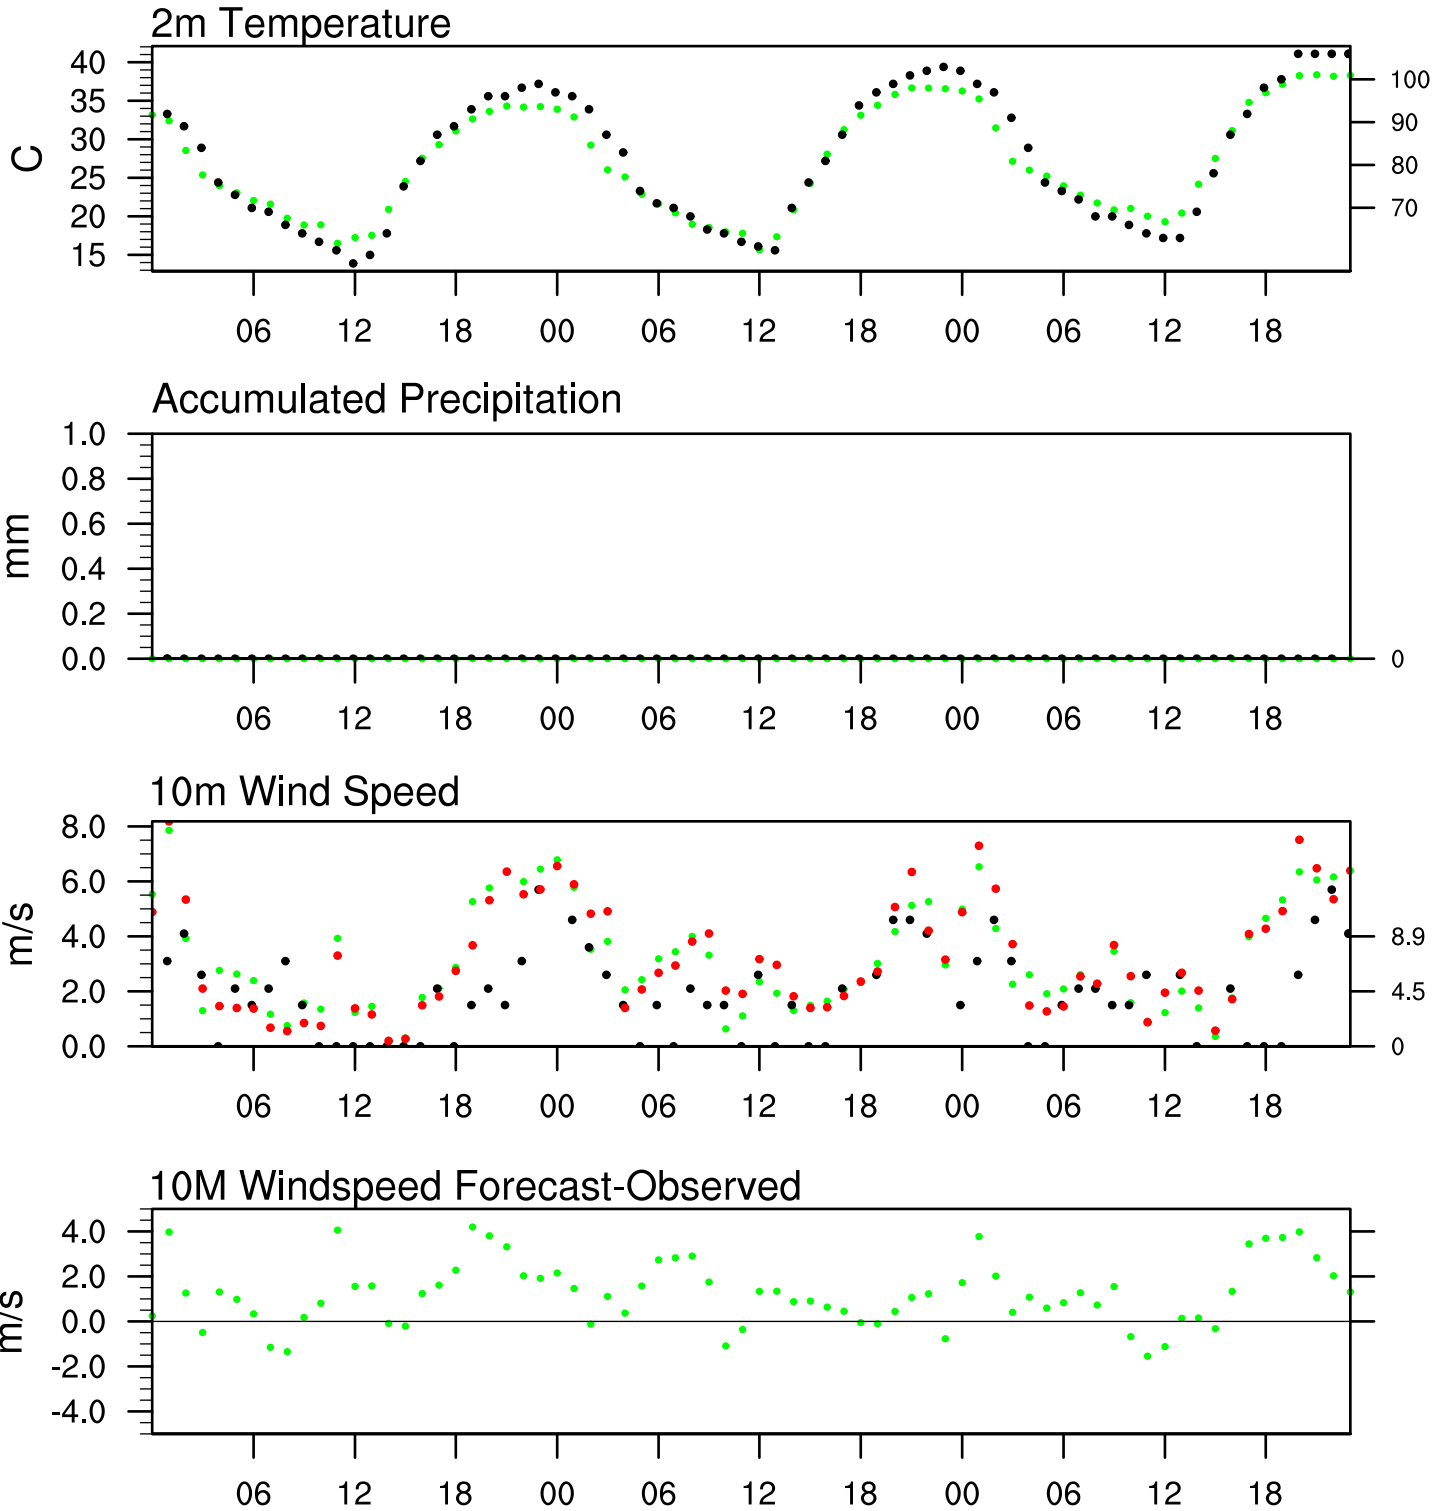 2m Temperature
C
40
35
30
25
20
15
100
90
80
70
06 12 18 00 06 12 18 00 06 12 18
Accumulated Precipitation
mm
1.0
0.8
0.6
0.4
0.2
0.0
0
06 12 18 00 06 12 18 00 06 12 18
10m Wind Speed
m/s
8.0
6.0
4.0
2.0
0.0
8.9
4.5
0
06 12 18 00 06 12 18 00 06 12 18
10M Windspeed Forecast-Observed
m/s
4.0
2.0
0.0
-2.0
-4.0
06 12 18 00 06 12 18 00 06 12 18